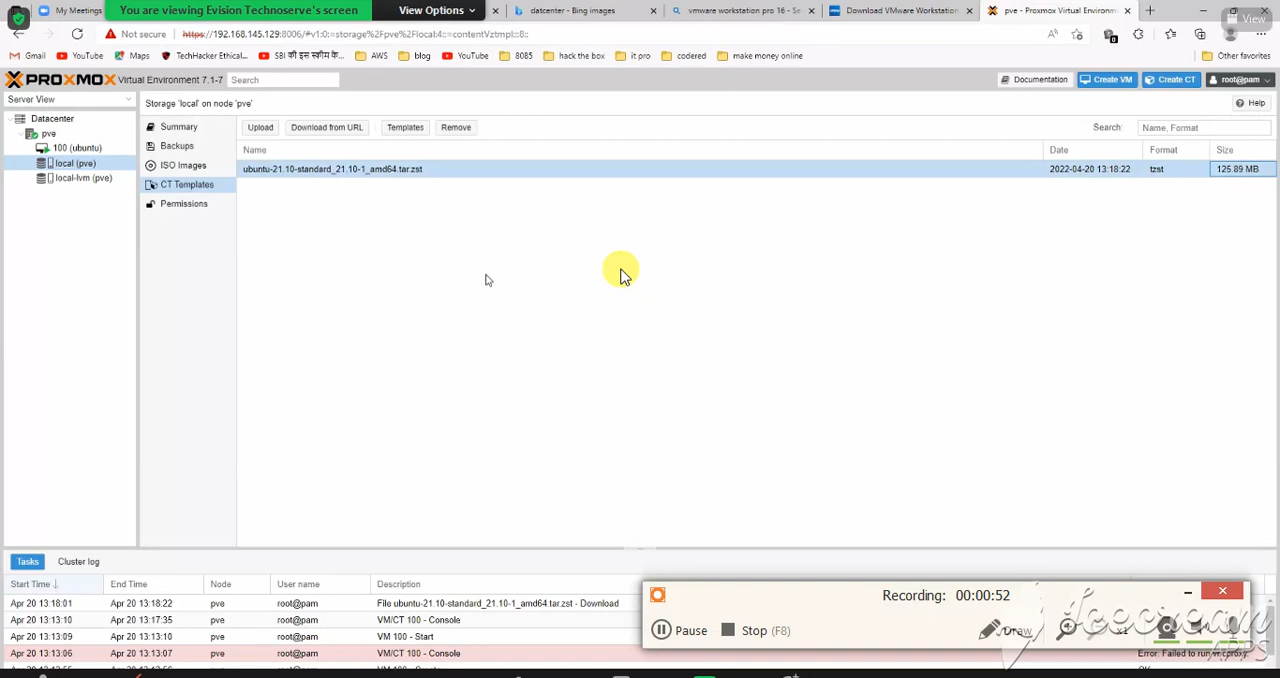 My Meetings
You are viewing Evision Technoserve's screen
View Options
datcenter - Bing images
vmware workstation pro 16 - Se
Download VMware Workstation
pve - Proxmox Virtual Environm
View
Not secure https://192.168.145.129:8006/#v1:0:=storage%2Fpve%2Flocal:4::=contentVztmpl:::8::
Gmail YouTube Maps TechHacker Ethical... SBI की इस स्कीम के... AWS blog YouTube 8085 hack the box it pro codered make money online Other favorites
PROXMOX Virtual Environment 7.1-7 Search Documentation Create VM Create CT root@pam
Server View
Storage 'local' on node 'pve' Help
Datacenter
pve
100 (ubuntu)
local (pve)
local-lvm (pve)
Summary
Backups
ISO Images
CT Templates
Permissions
Upload Download from URL Templates Remove Search: Name, Format
Name Date Format Size
ubuntu-21.10-standard_21.10-1_amd64.tar.zst 2022-04-20 13:18:22 tzst 125.89 MB
Tasks Cluster log
Start Time End Time Node User name Description
Apr 20 13:18:01 Apr 20 13:18:22 pve root@pam File ubuntu-21.10-standard_21.10-1_amd64.tar.zst - Download
Apr 20 13:13:10 Apr 20 13:17:35 pve root@pam VM/CT 100 - Console
Apr 20 13:13:09 Apr 20 13:13:10 pve root@pam VM 100 - Start
Apr 20 13:13:06 Apr 20 13:13:07 pve root@pam VM/CT 100 - Console
Recording: 00:00:52
Pause Stop (F8) Draw x1
icecream
APPS